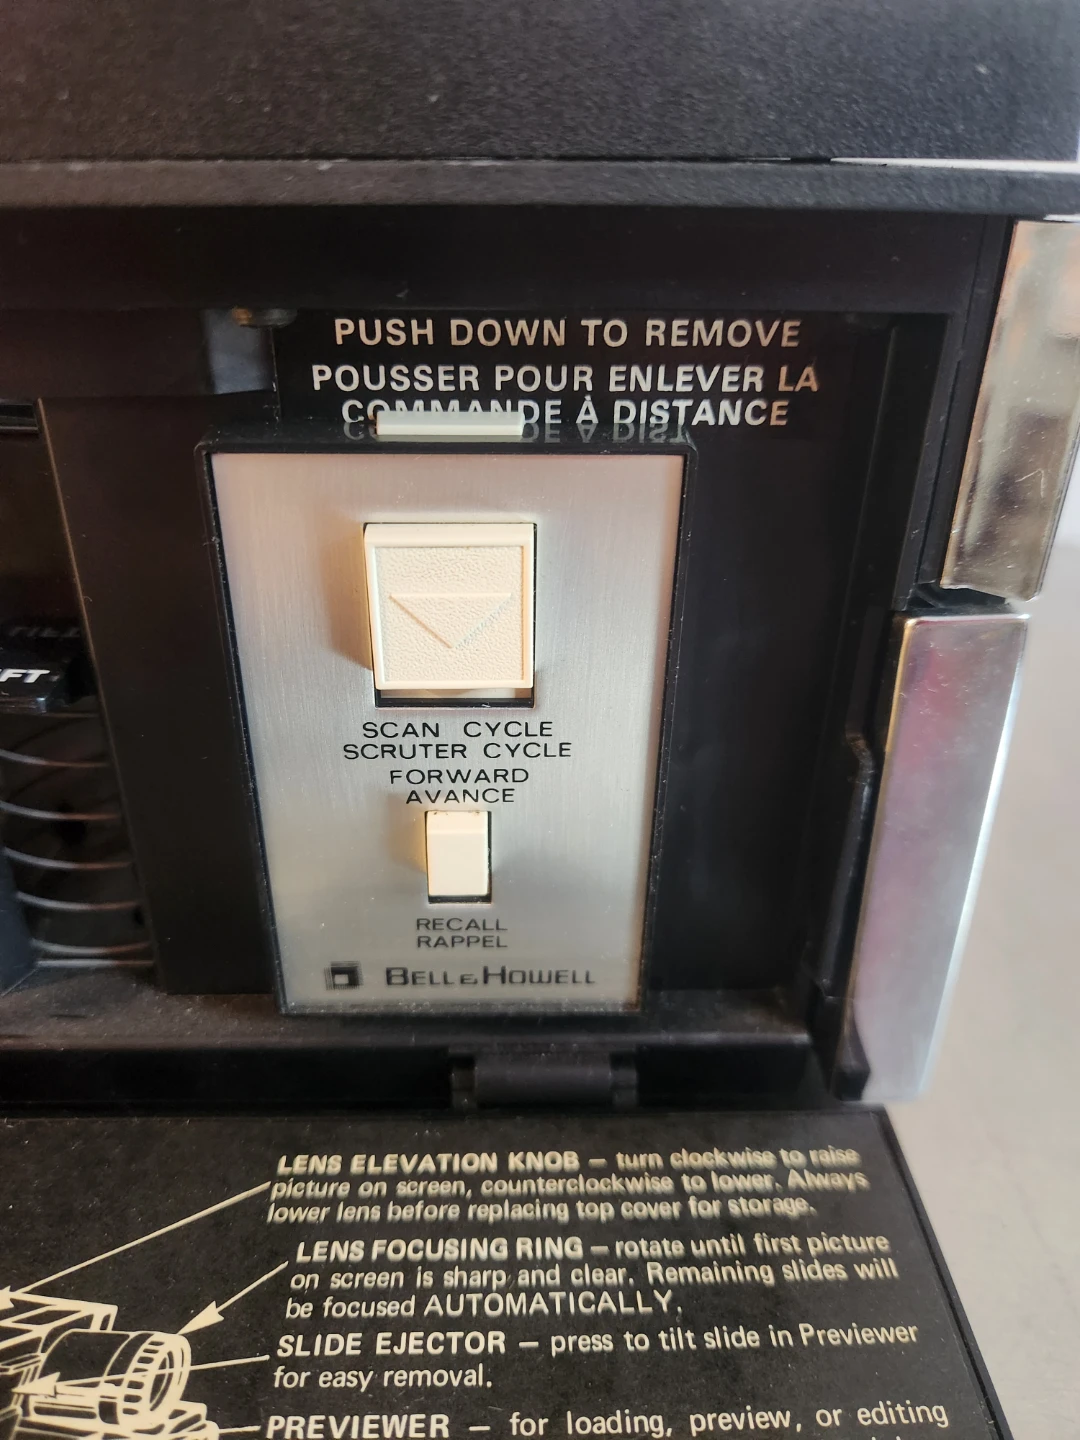 PUSH DOWN TO REMOVE
POUSSER POUR ENLEVER LA
COMMANDE À DISTANCE
SCAN CYCLE
SCRUTER CYCLE
FORWARD
AVANCE
RECALL
RAPPEL
BELL & HOWELL
LENS ELEVATION KNOB – turn clockwise to raise
picture on screen, counterclockwise to lower. Always
lower lens before replacing top cover for storage.
LENS FOCUSING RING – rotate until first picture
on screen is sharp and clear. Remaining slides will
be focused AUTOMATICALLY.
SLIDE EJECTOR – press to tilt slide in Previewer
for easy removal.
PREVIEWER – for loading, preview, or editing